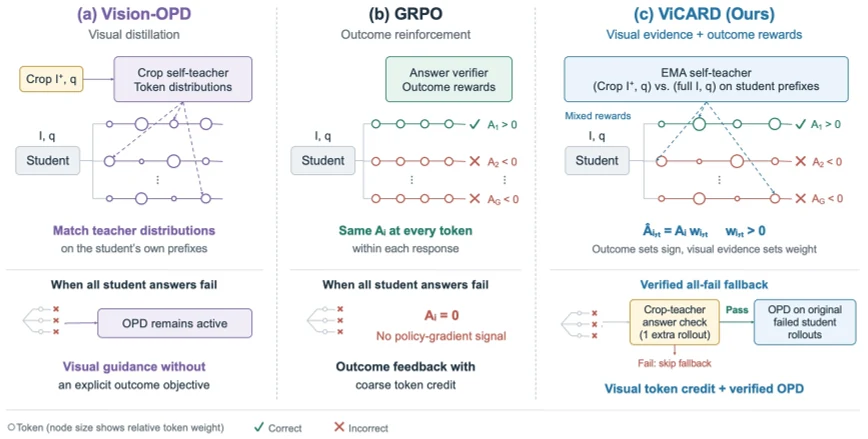 (a) Vision-OPD
Visual distillation
Crop I⁺, q
Crop self-teacher
Token distributions
I, q
Student
⋮
Match teacher distributions
on the student's own prefixes
When all student answers fail
OPD remains active
Visual guidance without
an explicit outcome objective
(b) GRPO
Outcome reinforcement
Answer verifier
Outcome rewards
I, q
Student
✓ A₁ > 0
✕ A₂ < 0
⋮ ⋮
✕ A_G < 0
Same Aᵢ at every token
within each response
When all student answers fail
Aᵢ = 0
No policy-gradient signal
Outcome feedback with
coarse token credit
(c) ViCARD (Ours)
Visual evidence + outcome rewards
EMA self-teacher
(Crop I⁺, q) vs. (full I, q) on student prefixes
Mixed rewards
I, q
Student
✓ A₁ > 0
✕ A₂ < 0
⋮
✕ A_G < 0
Âᵢ,ₜ = Aᵢ wᵢ,ₜ wᵢ,ₜ > 0
Outcome sets sign, visual evidence sets weight
Verified all-fail fallback
Crop-teacher
answer check
(1 extra rollout)
Pass
OPD on original
failed student
rollouts
Fail: skip fallback
Visual token credit + verified OPD
Token (node size shows relative token weight) ✓ Correct ✕ Incorrect